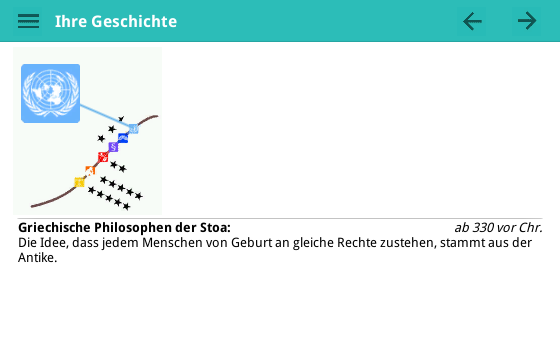 Ihre Geschichte
Griechische Philosophen der Stoa: ab 330 vor Chr.
Die Idee, dass jedem Menschen von Geburt an gleiche Rechte zustehen, stammt aus der
Antike.